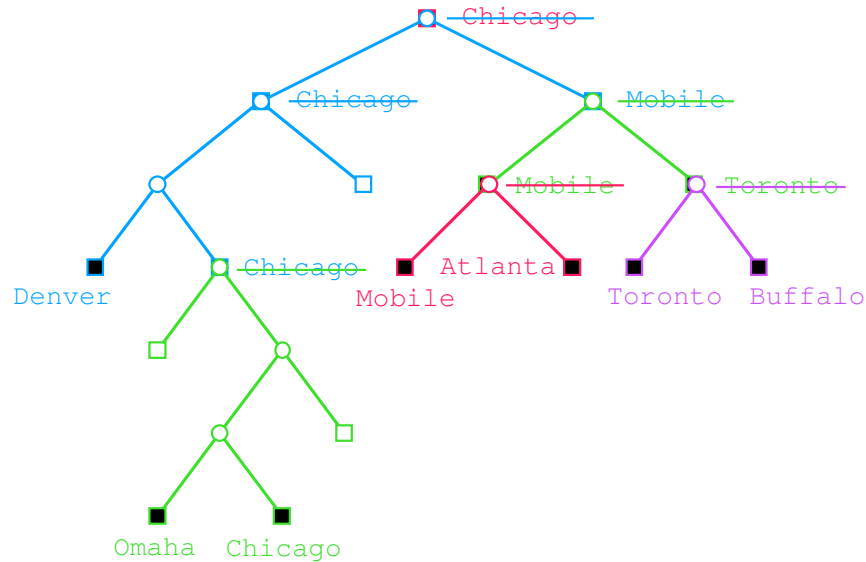 Chicago
Chicago
Mobile
Mobile
Toronto
Chicago
Atlanta
Denver
Mobile
Toronto
Buffalo
Omaha
Chicago